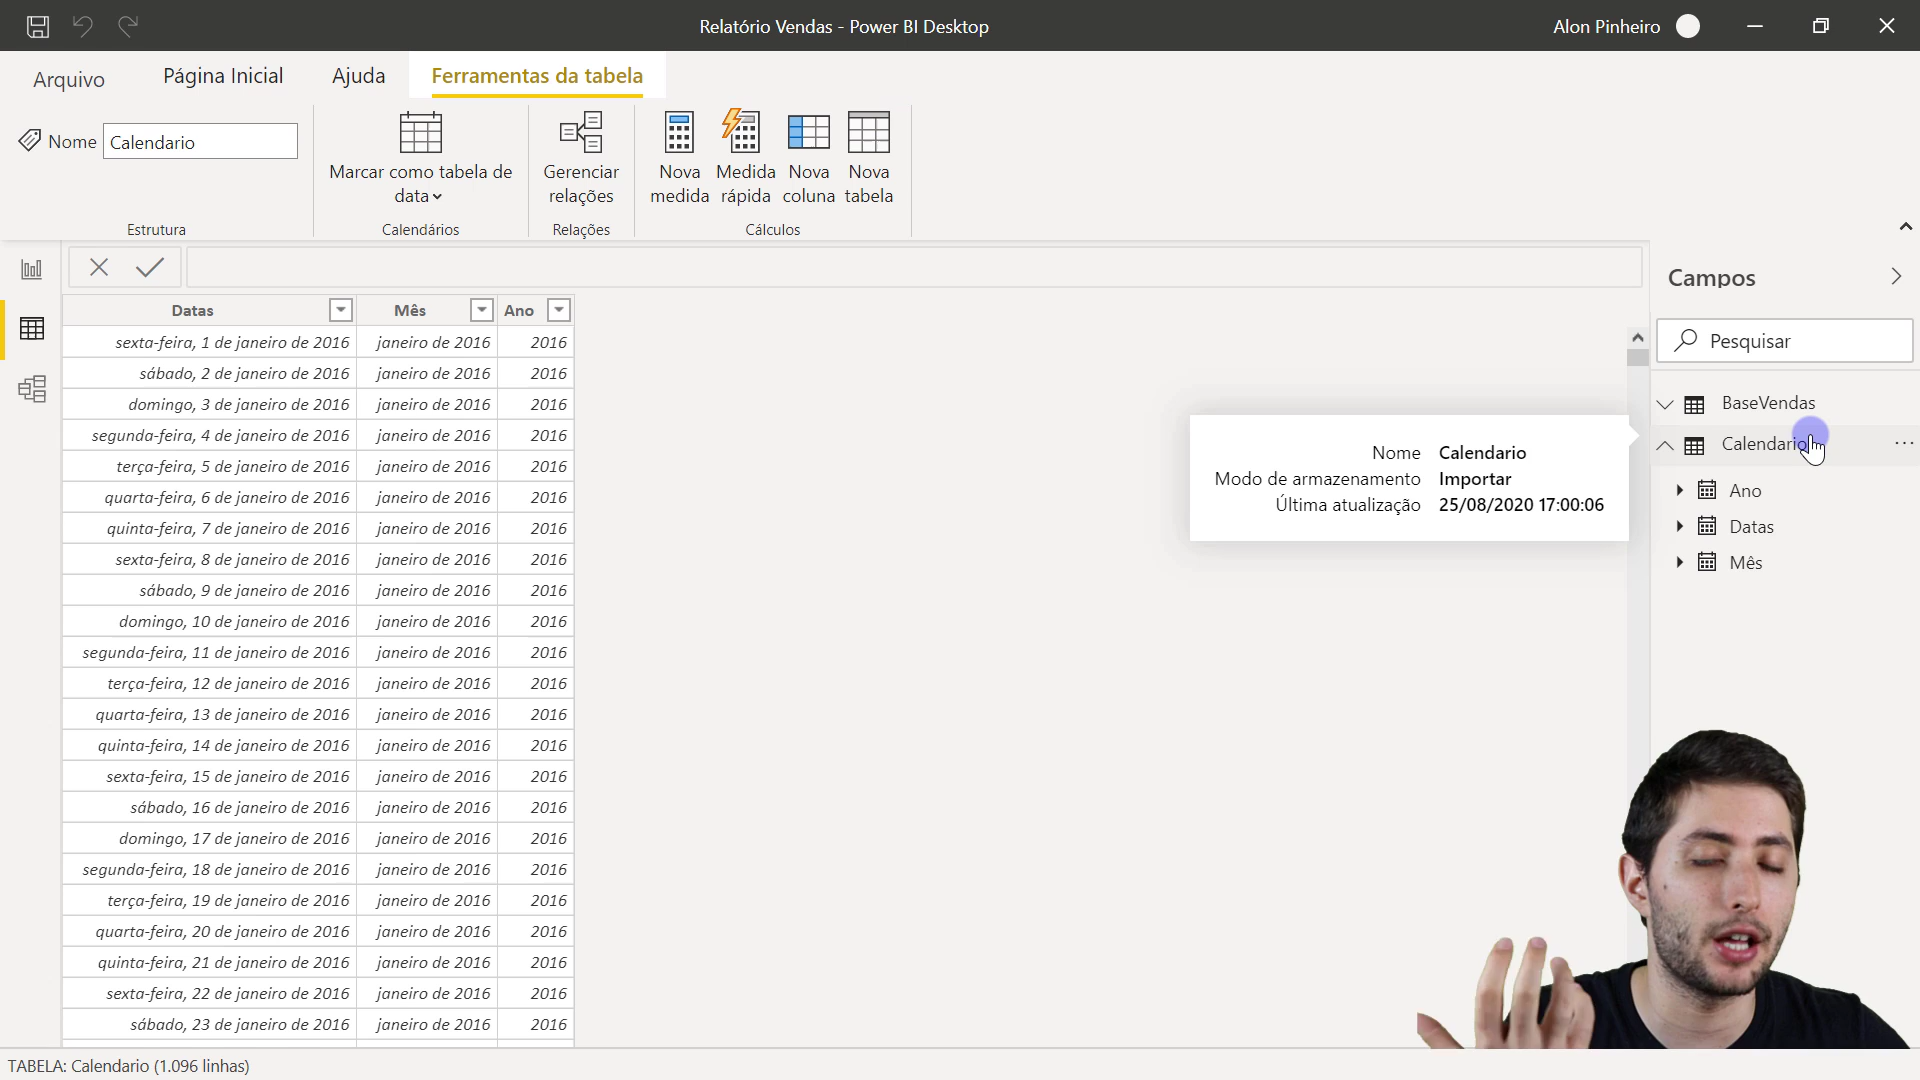 Relatório Vendas - Power BI Desktop
Alon Pinheiro
Arquivo
Página Inicial
Ajuda
Ferramentas da tabela
Nome
Calendario
Marcar como tabela de
data
Gerenciar
relações
Nova
medida
Medida
rápida
Nova
coluna
Nova
tabela
Estrutura
Calendários
Relações
Cálculos
Datas Mês Ano
sexta-feira, 1 de janeiro de 2016 janeiro de 2016 2016
sábado, 2 de janeiro de 2016 janeiro de 2016 2016
domingo, 3 de janeiro de 2016 janeiro de 2016 2016
segunda-feira, 4 de janeiro de 2016 janeiro de 2016 2016
terça-feira, 5 de janeiro de 2016 janeiro de 2016 2016
quarta-feira, 6 de janeiro de 2016 janeiro de 2016 2016
quinta-feira, 7 de janeiro de 2016 janeiro de 2016 2016
sexta-feira, 8 de janeiro de 2016 janeiro de 2016 2016
sábado, 9 de janeiro de 2016 janeiro de 2016 2016
domingo, 10 de janeiro de 2016 janeiro de 2016 2016
segunda-feira, 11 de janeiro de 2016 janeiro de 2016 2016
terça-feira, 12 de janeiro de 2016 janeiro de 2016 2016
quarta-feira, 13 de janeiro de 2016 janeiro de 2016 2016
quinta-feira, 14 de janeiro de 2016 janeiro de 2016 2016
sexta-feira, 15 de janeiro de 2016 janeiro de 2016 2016
sábado, 16 de janeiro de 2016 janeiro de 2016 2016
domingo, 17 de janeiro de 2016 janeiro de 2016 2016
segunda-feira, 18 de janeiro de 2016 janeiro de 2016 2016
terça-feira, 19 de janeiro de 2016 janeiro de 2016 2016
quarta-feira, 20 de janeiro de 2016 janeiro de 2016 2016
quinta-feira, 21 de janeiro de 2016 janeiro de 2016 2016
sexta-feira, 22 de janeiro de 2016 janeiro de 2016 2016
sábado, 23 de janeiro de 2016 janeiro de 2016 2016
Nome Calendario
Modo de armazenamento Importar
Última atualização 25/08/2020 17:00:06
Campos
Pesquisar
BaseVendas
Calendario
Ano
Datas
Mês
TABELA: Calendario (1.096 linhas)